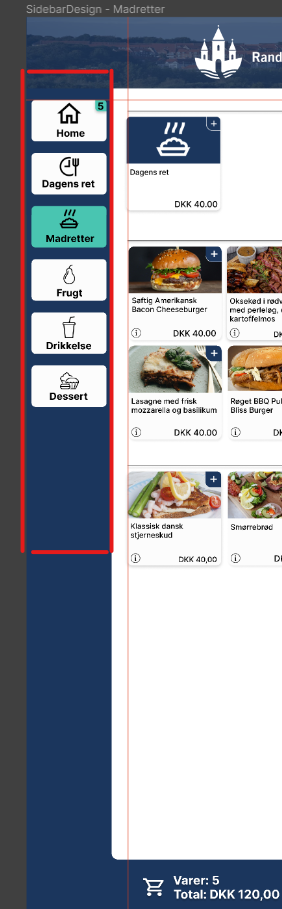 SidebarDesign - Madretter
Rand
5
Home
Dagens ret
Madretter
Frugt
Drikkelse
Dessert
+
Dagens ret
DKK 40.00
+
Saftig Amerikansk
Bacon Cheeseburger
DKK 40.00
Oksekød i rødv
med perleløg,
kartoffelmos
DK
+
Lasagne med frisk
mozzarella og basilikum
DKK 40.00
Røget BBQ Pul
Bliss Burger
DK
+
Klassisk dansk
stjerneskud
DKK 40,00
Smørrebrød
D
Varer: 5
Total: DKK 120,00